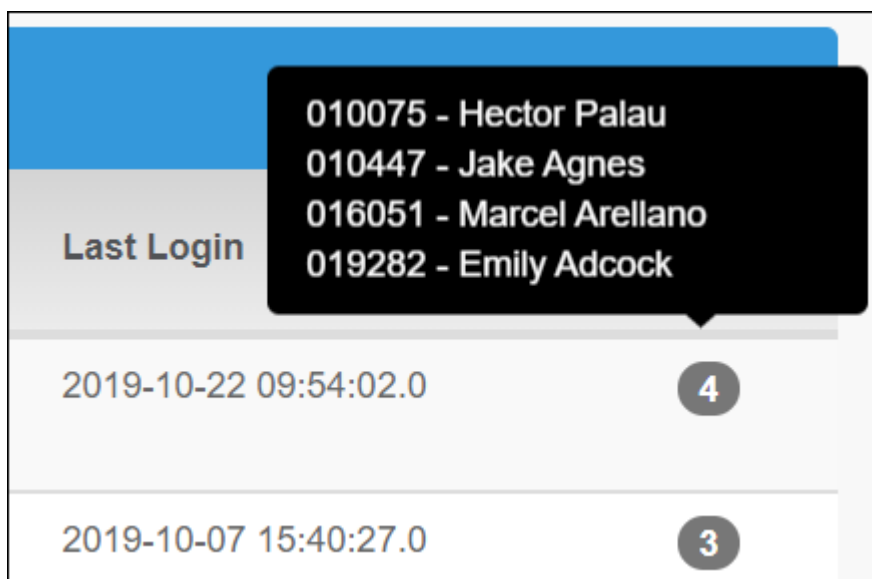 010075 - Hector Palau
010447 - Jake Agnes
016051 - Marcel Arellano
019282 - Emily Adcock
Last Login
2019-10-22 09:54:02.0 4
2019-10-07 15:40:27.0 3